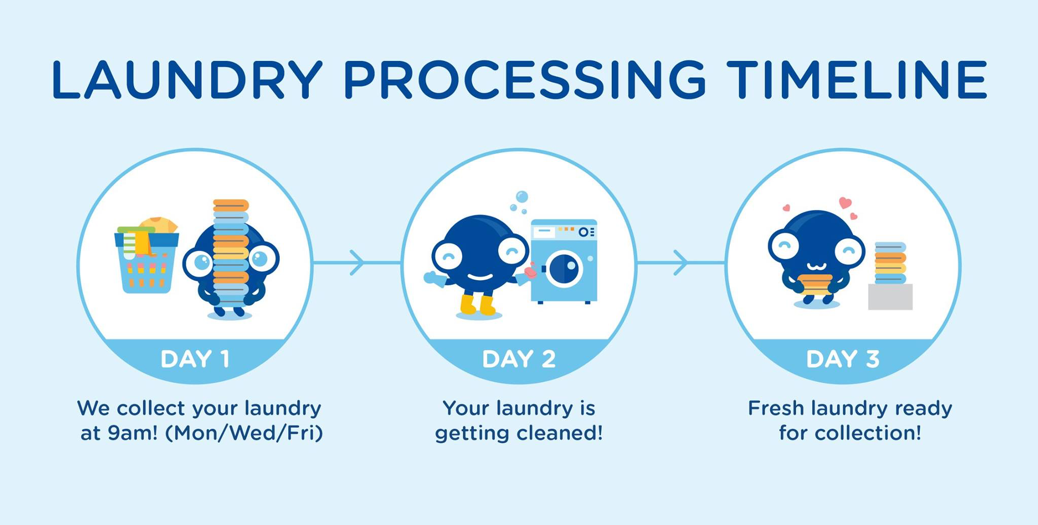 LAUNDRY PROCESSING TIMELINE
DAY 1
We collect your laundry
at 9am! (Mon/Wed/Fri)
DAY 2
Your laundry is
getting cleaned!
DAY 3
Fresh laundry ready
for collection!